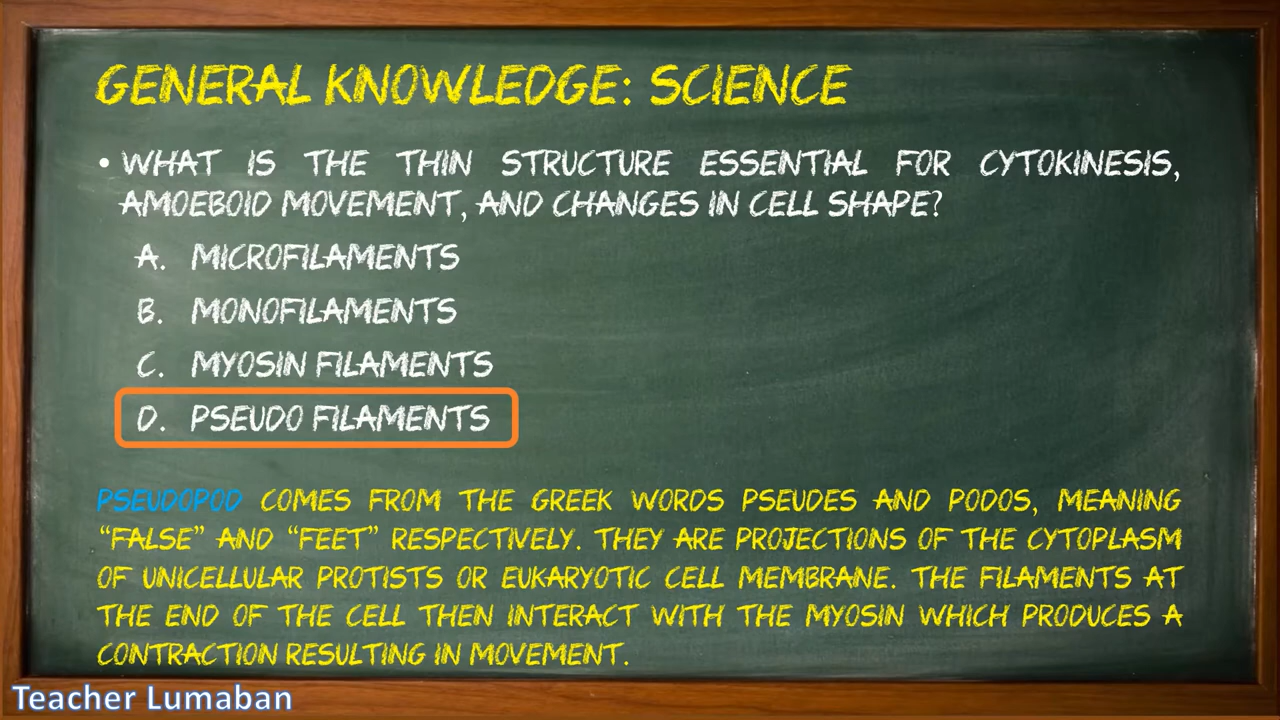 GENERAL KNOWLEDGE: SCIENCE
• WHAT IS THE THIN STRUCTURE ESSENTIAL FOR CYTOKINESIS,
AMOEBOID MOVEMENT, AND CHANGES IN CELL SHAPE?
A. MICROFILAMENTS
B. MONOFILAMENTS
C. MYOSIN FILAMENTS
D. PSEUDO FILAMENTS
PSEUDOPOD COMES FROM THE GREEK WORDS PSEUDES AND PODOS, MEANING
“FALSE” AND “FEET” RESPECTIVELY. THEY ARE PROJECTIONS OF THE CYTOPLASM
OF UNICELLULAR PROTISTS OR EUKARYOTIC CELL MEMBRANE. THE FILAMENTS AT
THE END OF THE CELL THEN INTERACT WITH THE MYOSIN WHICH PRODUCES A
CONTRACTION RESULTING IN MOVEMENT.
Teacher Lumaban